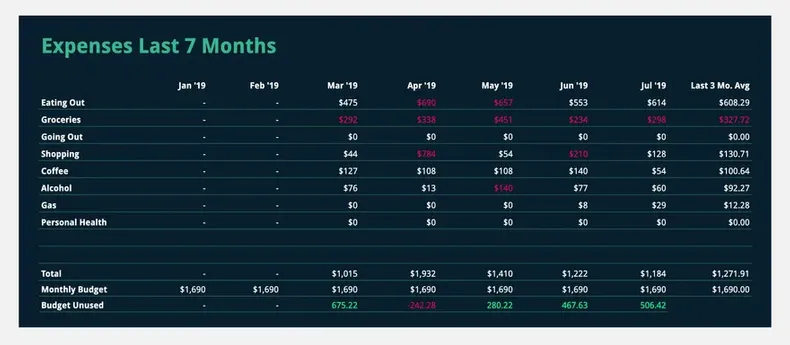 Expenses Last 7 Months
Jan '19 Feb '19 Mar '19 Apr '19 May '19 Jun '19 Jul '19 Last 3 Mo. Avg
Eating Out - - $475 $690 $657 $553 $614 $608.29
Groceries - - $292 $338 $451 $234 $298 $327.72
Going Out - - $0 $0 $0 $0 $0 $0.00
Shopping - - $44 $784 $54 $210 $128 $130.71
Coffee - - $127 $108 $108 $140 $54 $100.64
Alcohol - - $76 $13 $140 $77 $60 $92.27
Gas - - $0 $0 $0 $8 $29 $12.28
Personal Health - - $0 $0 $0 $0 $0 $0.00
Total - - $1,015 $1,932 $1,410 $1,222 $1,184 $1,271.91
Monthly Budget $1,690 $1,690 $1,690 $1,690 $1,690 $1,690 $1,690 $1,690.00
Budget Unused - - 675.22 -242.28 280.22 467.63 506.42